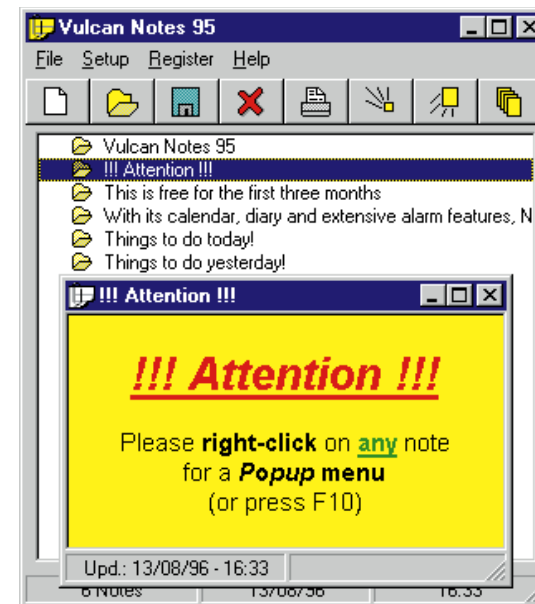 Vulcan Notes 95
File Setup Register Help
Vulcan Notes 95
!!! Attention !!!
This is free for the first three months
With its calendar, diary and extensive alarm features, N
Things to do today!
Things to do yesterday!
!!! Attention !!!
!!! Attention !!!
Please right-click on any note
for a Popup menu
(or press F10)
Upd.: 13/08/96 - 16:33
6 Notes 13/08/96 16:33